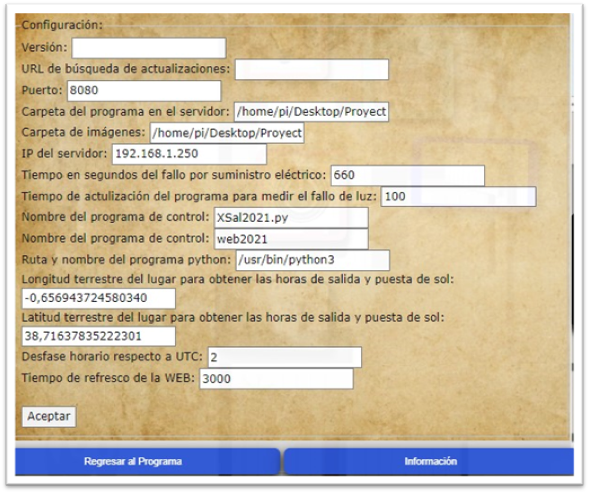 Configuración:
Versión:
URL de búsqueda de actualizaciones:
Puerto: 8080
Carpeta del programa en el servidor: /home/pi/Desktop/Proyect
Carpeta de imágenes: /home/pi/Desktop/Proyect
IP del servidor: 192.168.1.250
Tiempo en segundos del fallo por suministro eléctrico: 660
Tiempo de actulización del programa para medir el fallo de luz: 100
Nombre del programa de control: XSal2021.py
Nombre del programa de control: web2021
Ruta y nombre del programa python: /usr/bin/python3
Longitud terrestre del lugar para obtener las horas de salida y puesta de sol:
-0,656943724580340
Latitud terrestre del lugar para obtener las horas de salida y puesta de sol:
38,71637835222301
Desfase horario respecto a UTC: 2
Tiempo de refresco de la WEB: 3000
Aceptar
Regresar al Programa Información